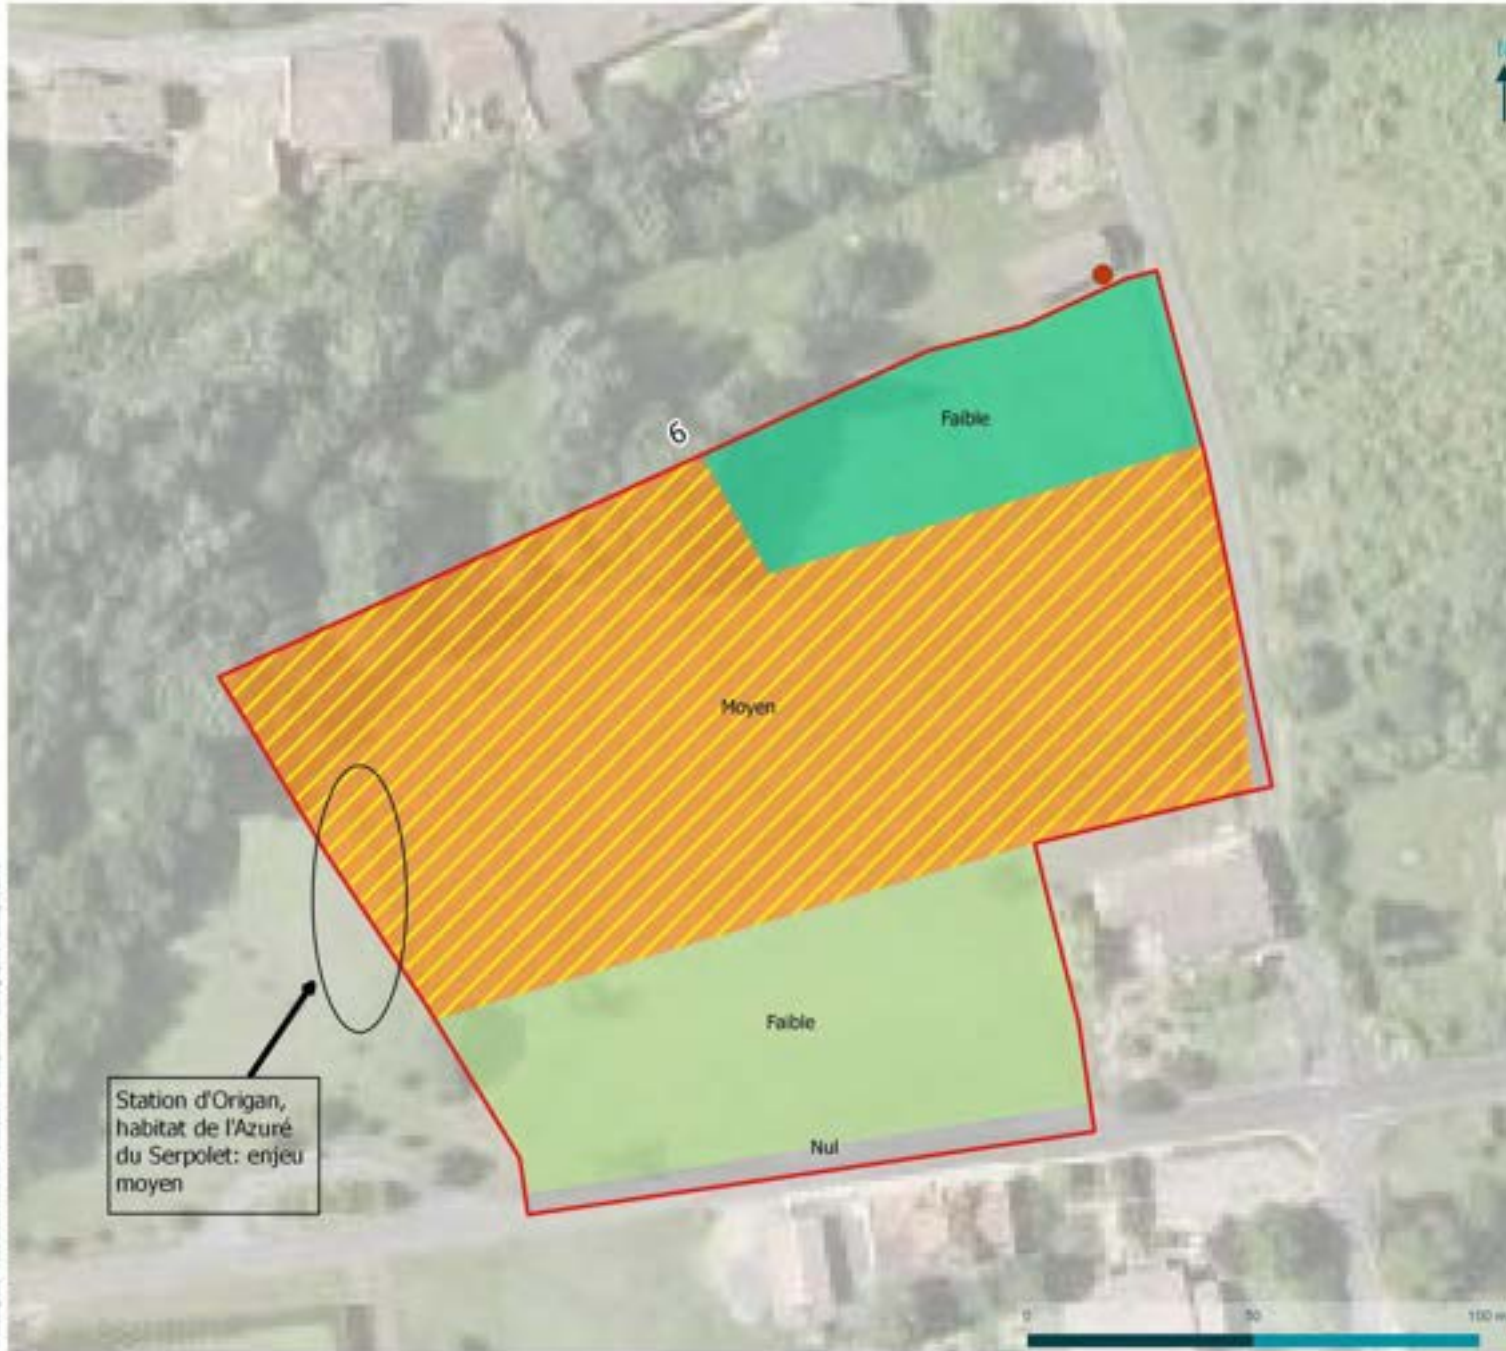 6
Faible
Moyen
Faible
Nul
Station d'Origan,
habitat de l'Azuré
du Serpolet: enjeu
moyen
0 50 100 m